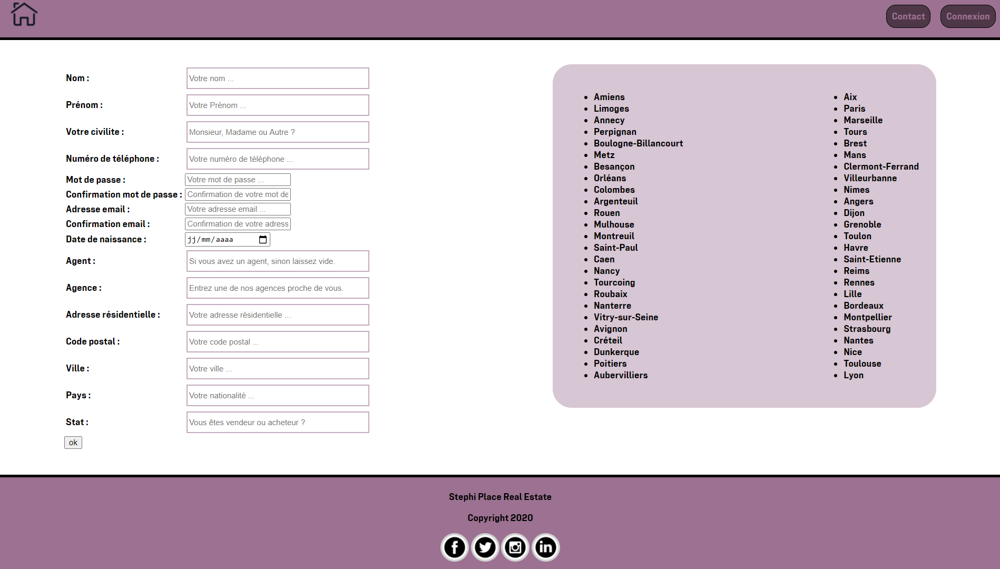 Contact
Connexion
Nom :
Votre nom ...
Prénom :
Votre Prénom ...
Votre civilite :
Monsieur, Madame ou Autre ?
Numéro de téléphone :
Votre numéro de téléphone ...
Mot de passe :
Votre mot de passe ...
Confirmation mot de passe :
Confirmation de votre mot de
Adresse email :
Votre adresse email ...
Confirmation email :
Confirmation de votre adress
Date de naissance :
jj/mm/aaaa
Agent :
Si vous avez un agent, sinon laissez vide.
Agence :
Entrez une de nos agences proche de vous.
Adresse résidentielle :
Votre adresse résidentielle ...
Code postal :
Votre code postal ...
Ville :
Votre ville ...
Pays :
Votre nationalité ...
Stat :
Vous êtes vendeur ou acheteur ?
ok
Amiens
Limoges
Annecy
Perpignan
Boulogne-Billancourt
Metz
Besançon
Orléans
Colombes
Argenteuil
Rouen
Mulhouse
Montreuil
Saint-Paul
Caen
Nancy
Tourcoing
Roubaix
Nanterre
Vitry-sur-Seine
Avignon
Créteil
Dunkerque
Poitiers
Aubervilliers
Aix
Paris
Marseille
Tours
Brest
Mans
Clermont-Ferrand
Villeurbanne
Nimes
Angers
Dijon
Grenoble
Toulon
Havre
Saint-Etienne
Reims
Rennes
Lille
Bordeaux
Montpellier
Strasbourg
Nantes
Nice
Toulouse
Lyon
Stephi Place Real Estate
Copyright 2020